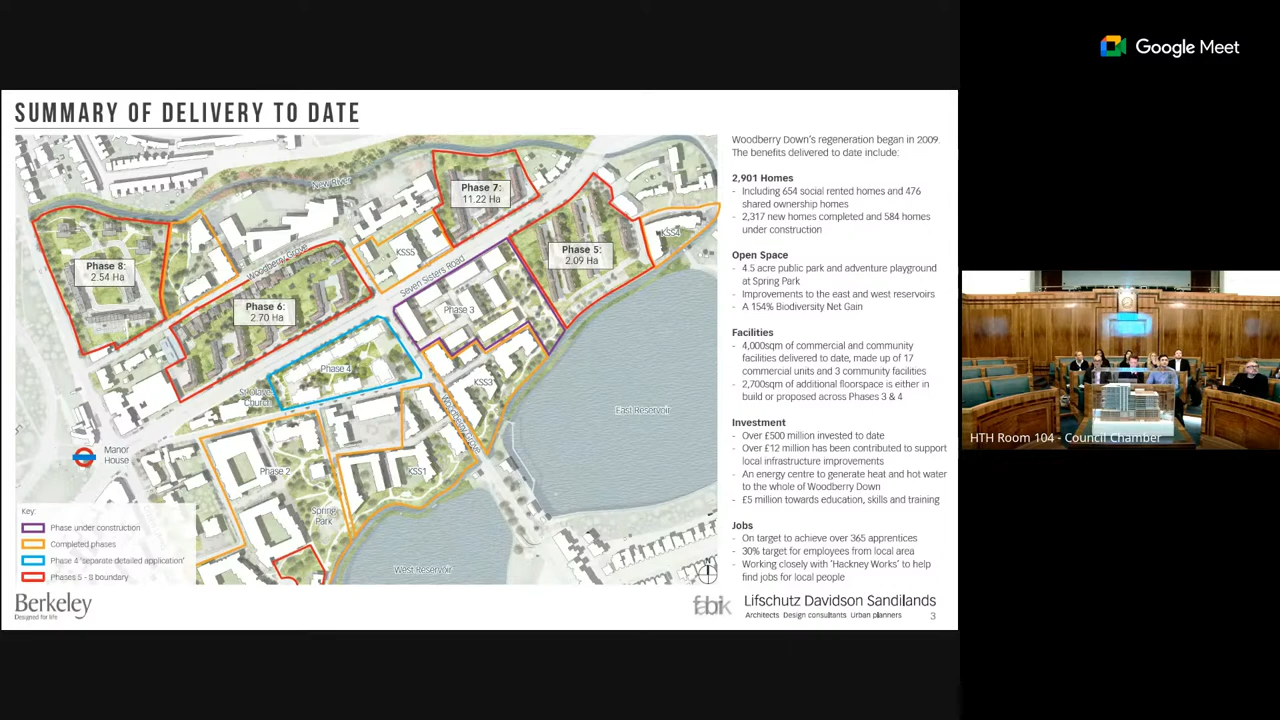 Google Meet
SUMMARY OF DELIVERY TO DATE
New River
Phase 7:
11.22 Ha
Phase 8:
2.54 Ha
Woodberry Grove
KSS5
KSS4
Phase 5:
2.09 Ha
Seven Sisters Road
Phase 6:
2.70 Ha
Phase 3
Phase 4
St Olave's
Church
KSS3
Woodberry Grove
East Reservoir
Manor
House
Phase 2
KSS1
Spring
Park
West Reservoir
Key:
Phase under construction
Completed phases
Phase 4 'separate detailed application'
Phases 5 - 8 boundary
N
Woodberry Down's regeneration began in 2009.
The benefits delivered to date include:
2,901 Homes
- Including 654 social rented homes and 476
shared ownership homes
- 2,317 new homes completed and 584 homes
under construction
Open Space
- 4.5 acre public park and adventure playground
at Spring Park
- Improvements to the east and west reservoirs
- A 154% Biodiversity Net Gain
Facilities
- 4,000sqm of commercial and community
facilities delivered to date, made up of 17
commercial units and 3 community facilities
- 2,700sqm of additional floorspace is either in
build or proposed across Phases 3 & 4
Investment
- Over £500 million invested to date
- Over £12 million has been contributed to support
local infrastructure improvements
- An energy centre to generate heat and hot water
to the whole of Woodberry Down
- £5 million towards education, skills and training
Jobs
- On target to achieve over 365 apprentices
- 30% target for employees from local area
- Working closely with 'Hackney Works' to help
find jobs for local people
Berkeley
Designed for life
fabik
Lifschutz Davidson Sandilands
Architects Design consultants Urban planners
3
HTH Room 104 - Council Chamber